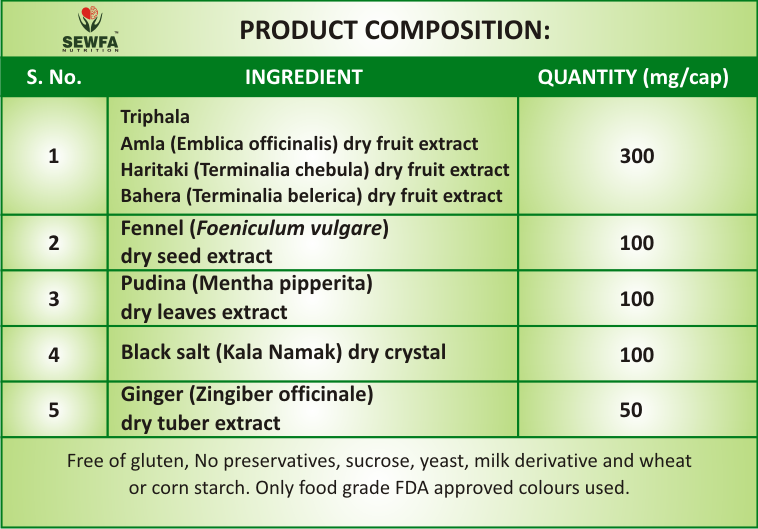 SEWFA™
NUTRITION
PRODUCT COMPOSITION:
S. No. INGREDIENT QUANTITY (mg/cap)
1
Triphala
Amla (Emblica officinalis) dry fruit extract
Haritaki (Terminalia chebula) dry fruit extract
Bahera (Terminalia belerica) dry fruit extract
300
2
Fennel (Foeniculum vulgare)
dry seed extract
100
3
Pudina (Mentha pipperita)
dry leaves extract
100
4
Black salt (Kala Namak) dry crystal
100
5
Ginger (Zingiber officinale)
dry tuber extract
50
Free of gluten, No preservatives, sucrose, yeast, milk derivative and wheat
or corn starch. Only food grade FDA approved colours used.